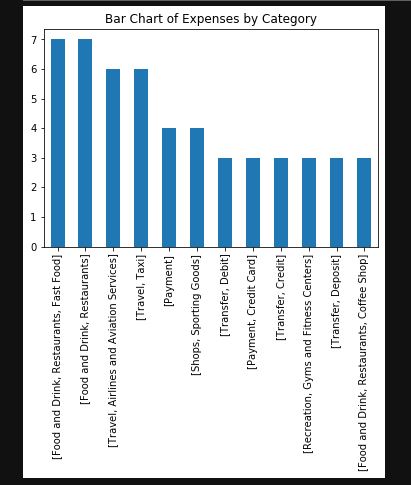 Bar Chart of Expenses by Category
7
6
5
4
3
2
1
0
[Food and Drink, Restaurants, Fast Food]
[Food and Drink, Restaurants]
[Travel, Airlines and Aviation Services]
[Travel, Taxi]
[Payment]
[Shops, Sporting Goods]
[Transfer, Debit]
[Payment, Credit Card]
[Transfer, Credit]
[Recreation, Gyms and Fitness Centers]
[Transfer, Deposit]
[Food and Drink, Restaurants, Coffee Shop]